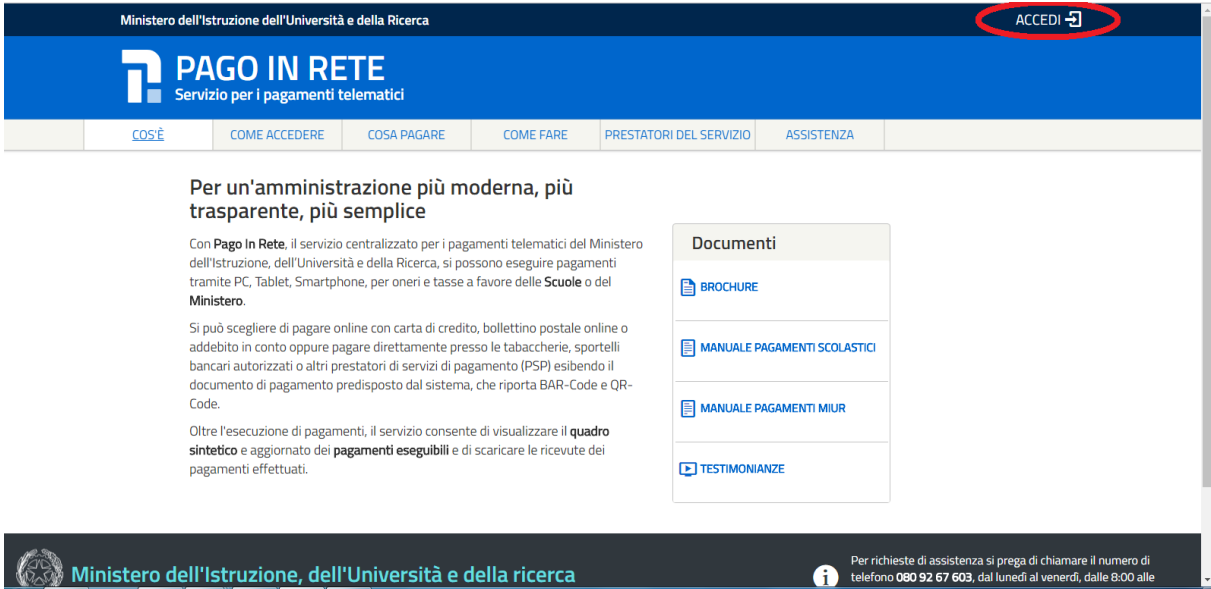 Ministero dell'Istruzione dell'Università e della Ricerca
ACCEDI
PAGO IN RETE
Servizio per i pagamenti telematici
COS'È
COME ACCEDERE
COSA PAGARE
COME FARE
PRESTATORI DEL SERVIZIO
ASSISTENZA
Per un'amministrazione più moderna, più
trasparente, più semplice
Con Pago In Rete, il servizio centralizzato per i pagamenti telematici del Ministero
dell'Istruzione, dell'Università e della Ricerca, si possono eseguire pagamenti
tramite PC, Tablet, Smartphone, per oneri e tasse a favore delle Scuole o del
Ministero.
Si può scegliere di pagare online con carta di credito, bollettino postale online o
addebito in conto oppure pagare direttamente presso le tabaccherie, sportelli
bancari autorizzati o altri prestatori di servizi di pagamento (PSP) esibendo il
documento di pagamento predisposto dal sistema, che riporta BAR-Code e QR-
Code.
Oltre l'esecuzione di pagamenti, il servizio consente di visualizzare il quadro
sintetico e aggiornato dei pagamenti eseguibili e di scaricare le ricevute dei
pagamenti effettuati.
Documenti
BROCHURE
MANUALE PAGAMENTI SCOLASTICI
MANUALE PAGAMENTI MIUR
TESTIMONIANZE
Ministero dell'Istruzione, dell'Università e della ricerca
Per richieste di assistenza si prega di chiamare il numero di
telefono 080 92 67 603, dal lunedì al venerdì, dalle 8:00 alle